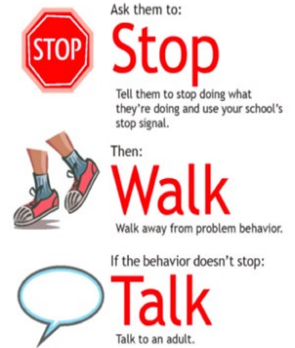 Ask them to:
STOP
Stop
Tell them to stop doing what
they're doing and use your school's
stop signal.
Then:
Walk
Walk away from problem behavior.
If the behavior doesn't stop:
Talk
Talk to an adult.